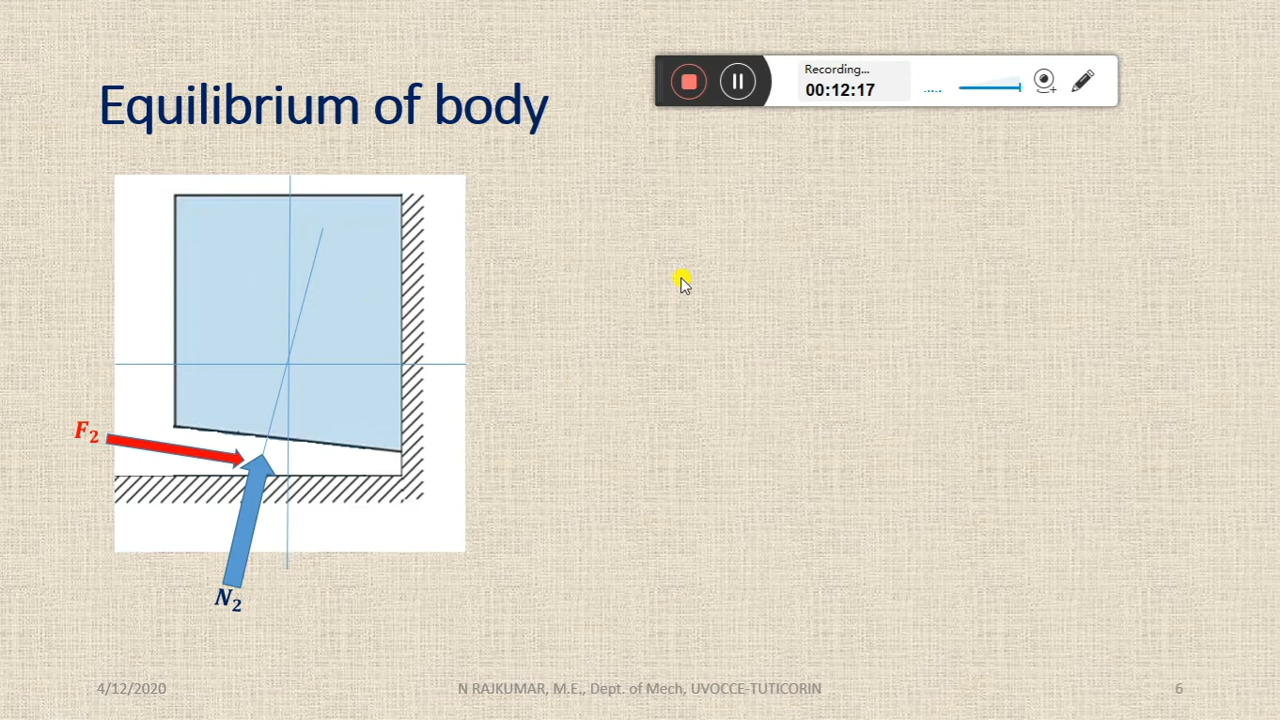 Recording...
00:12:17
Equilibrium of body
F₂
N₂
4/12/2020
N RAJKUMAR, M.E., Dept. of Mech, UVOCCE-TUTICORIN
6